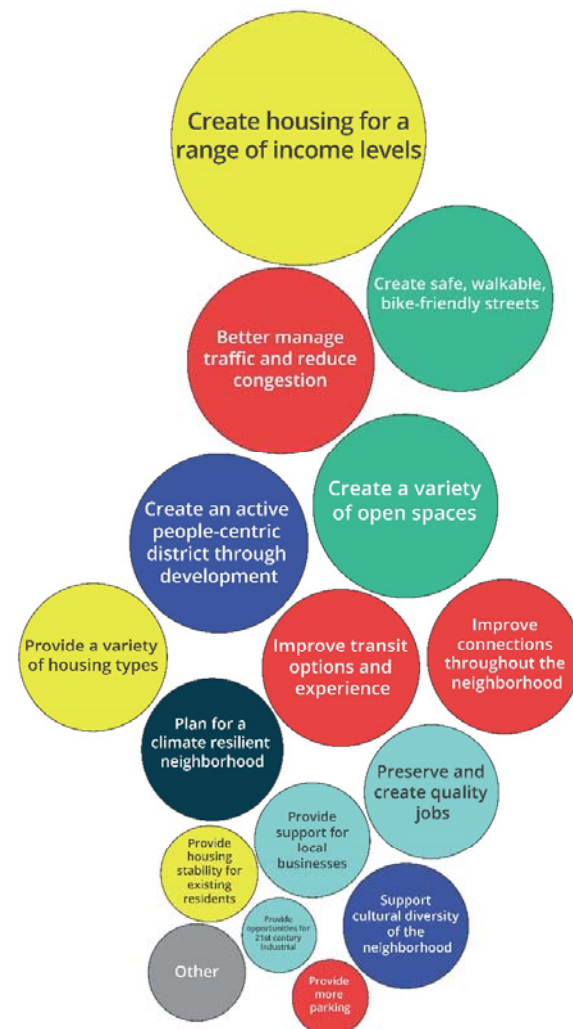 Create housing for a
range of income levels
Create safe, walkable,
bike-friendly streets
Better manage
traffic and reduce
congestion
Create a variety
of open spaces
Create an active
people-centric
district through
development
Provide a variety
of housing types
Improve transit
options and
experience
Improve
connections
throughout the
neighborhood
Plan for a
climate resilient
neighborhood
Preserve and
create quality
jobs
Provide
support for
local
businesses
Provide
housing
stability for
existing
residents
Support
cultural diversity
of the
neighborhood
Provide
opportunities for
21st century
industrial
Other
Provide
more
parking